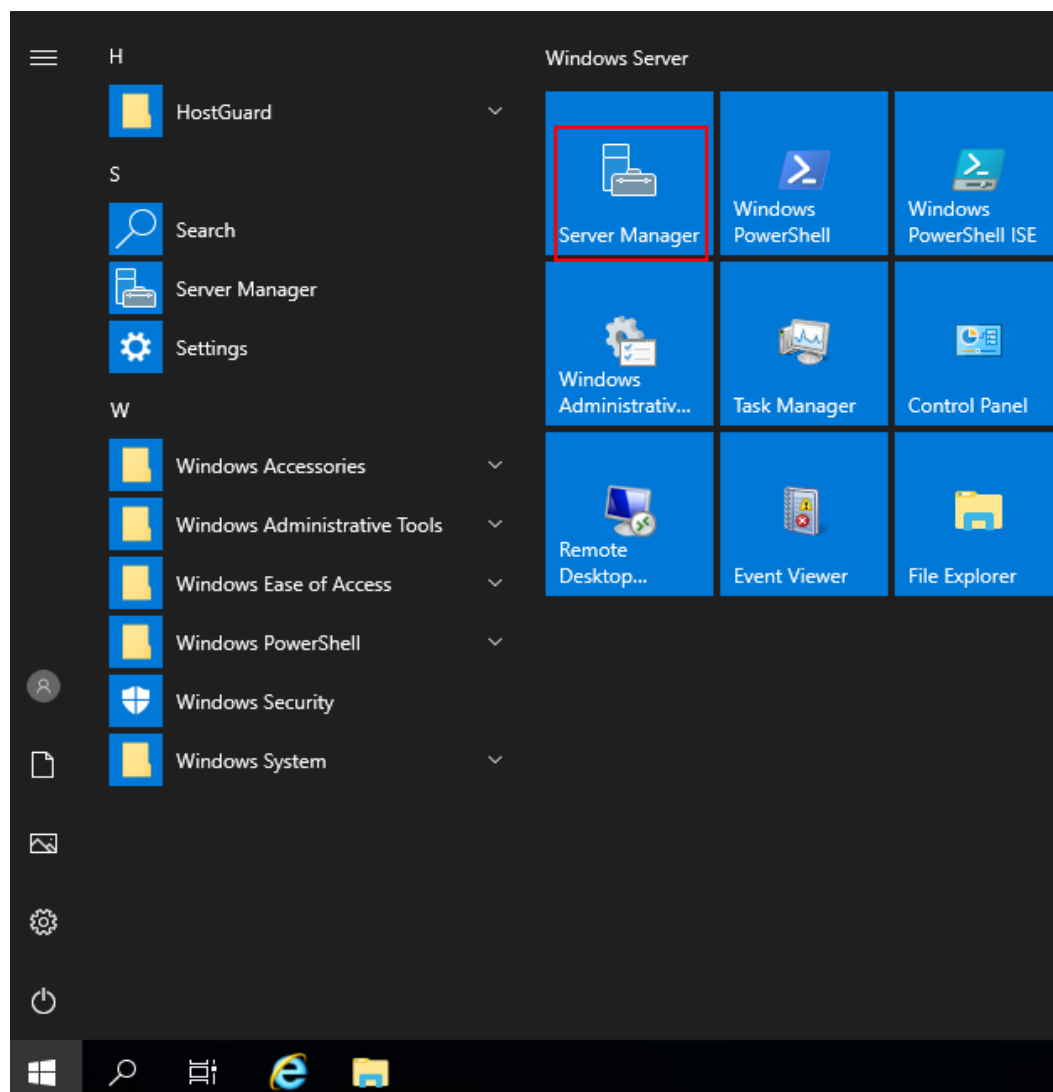 H
HostGuard
S
Search
Server Manager
Settings
W
Windows Accessories
Windows Administrative Tools
Windows Ease of Access
Windows PowerShell
Windows Security
Windows System
Windows Server
Server Manager
Windows
PowerShell
Windows
PowerShell ISE
Windows
Administrativ...
Task Manager
Control Panel
Remote
Desktop...
Event Viewer
File Explorer